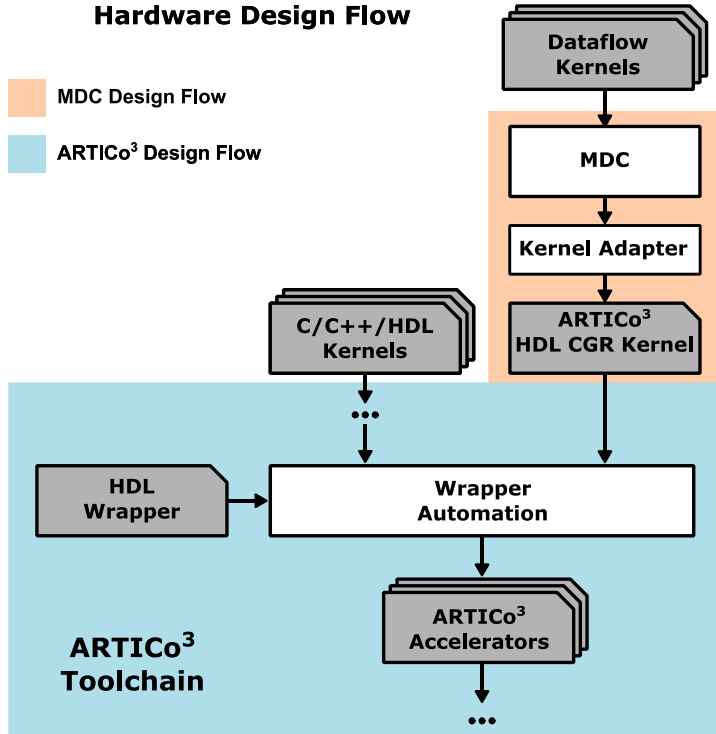 Hardware Design Flow
MDC Design Flow
ARTICo³ Design Flow
Dataflow
Kernels
MDC
Kernel Adapter
ARTICo³
HDL CGR Kernel
C/C++/HDL
Kernels
•••
HDL
Wrapper
Wrapper
Automation
ARTICo³
Accelerators
ARTICo³
Toolchain
•••